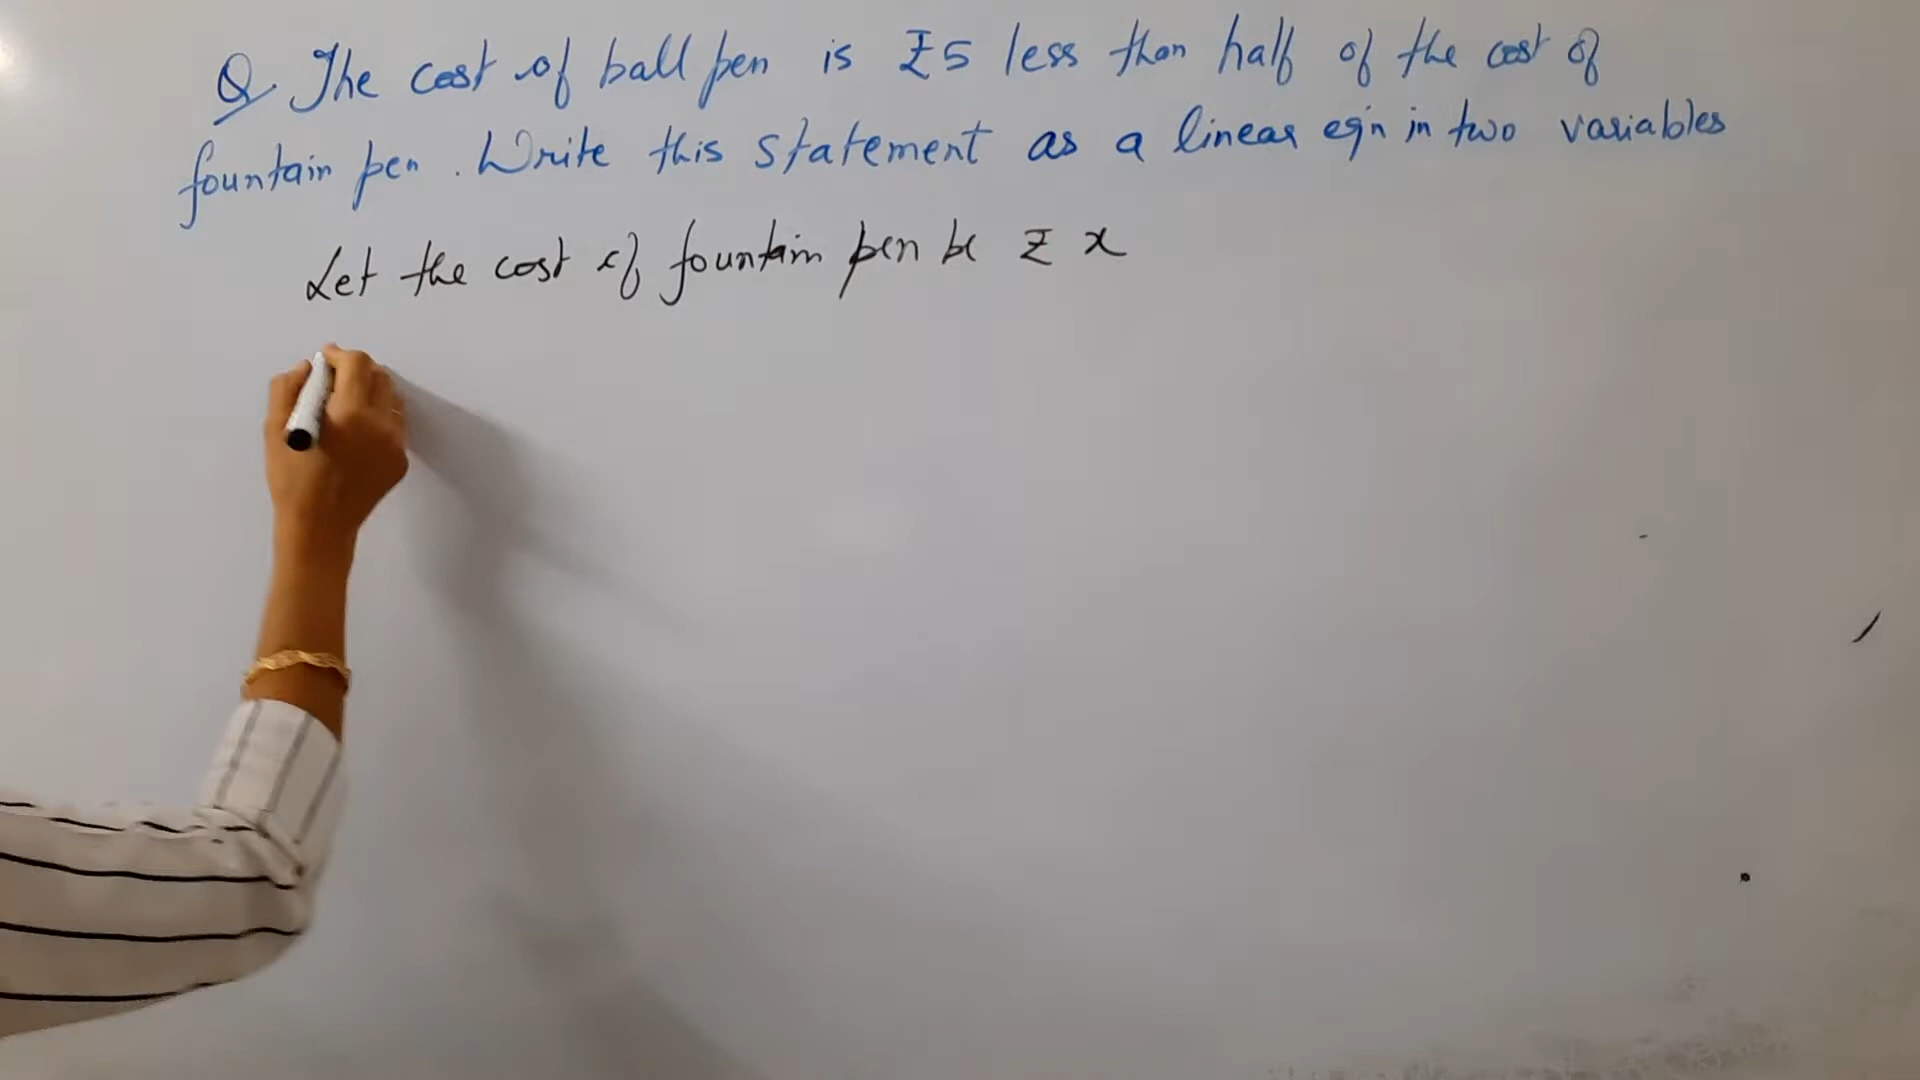 Q. The cost of ball pen is ₹5 less than half of the cost of
fountain pen. Write this statement as a linear eqn in two variables
Let the cost of fountain pen be ₹ x